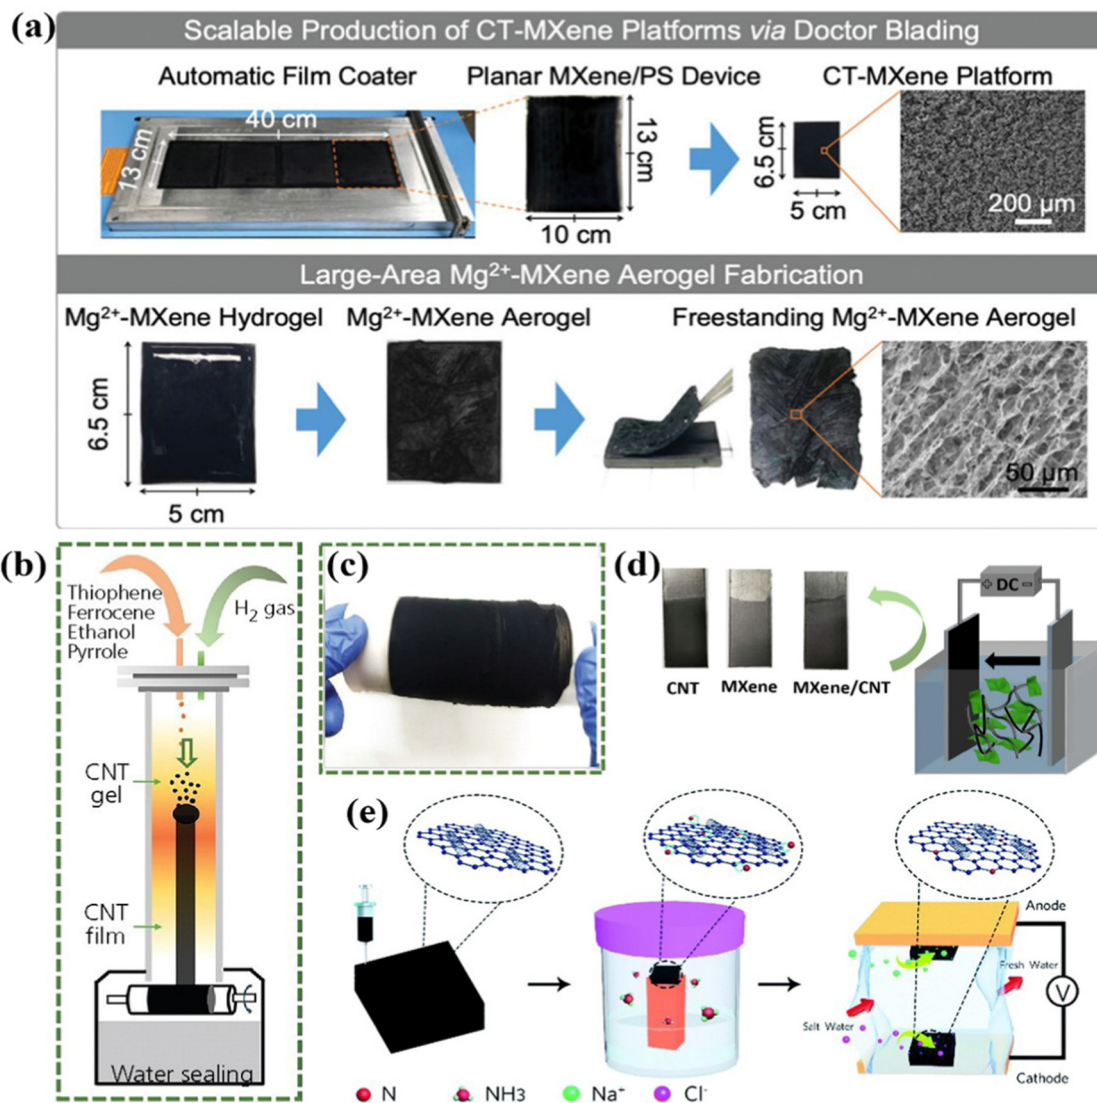 (a)
Scalable Production of CT-MXene Platforms via Doctor Blading
Automatic Film Coater
Planar MXene/PS Device
CT-MXene Platform
40 cm
13 cm
13 cm
10 cm
6.5 cm
5 cm
200 µm
Large-Area Mg²⁺-MXene Aerogel Fabrication
Mg²⁺-MXene Hydrogel
Mg²⁺-MXene Aerogel
Freestanding Mg²⁺-MXene Aerogel
6.5 cm
5 cm
50 µm
(b)
Thiophene
Ferrocene
Ethanol
Pyrrole
H₂ gas
CNT
gel
CNT
film
Water sealing
(c)
(d)
CNT
MXene
MXene/CNT
+ DC −
(e)
Anode
Fresh Water
V
Salt Water
Cathode
N
NH3
Na⁺
Cl⁻